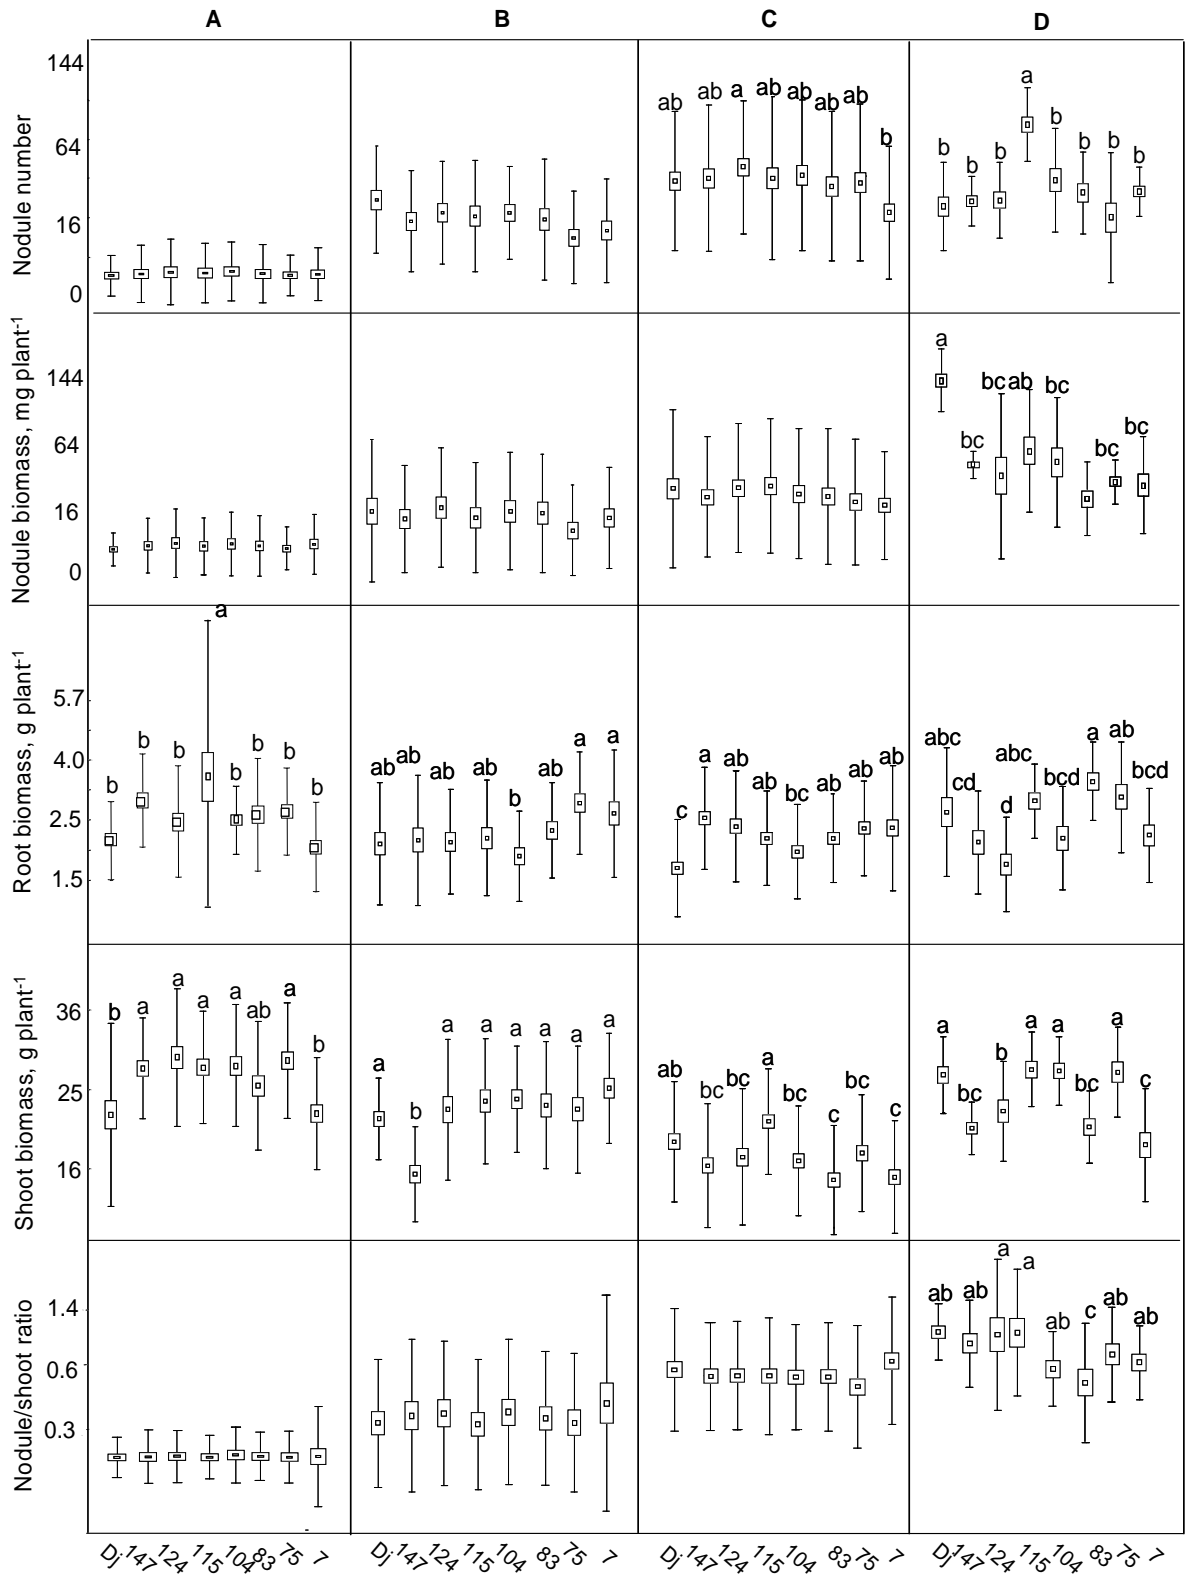 A B C D
Nodule number
144
64
16
0
ab ab a ab ab ab ab b
b b b a b b b b
Nodule biomass, mg plant-1
144
64
16
0
a bc bc ab bc bc bc
Root biomass, g plant-1
5.7
4.0
2.5
1.5
b b b a b b b b
ab ab ab ab b ab a a
c a ab ab bc ab ab ab
abc cd d abc bcd a ab bcd
Shoot biomass, g plant-1
36
25
16
b a a a a ab a b
a b a a a a a a
ab bc bc a bc c bc c
a bc b a a bc a c
Nodule/shoot ratio
1.4
0.6
0.3
ab ab a a ab c ab ab
Dj 147 124 115 104 83 75 7 Dj 147 124 115 104 83 75 7 Dj 147 124 115 104 83 75 7 Dj 147 124 115 104 83 75 7